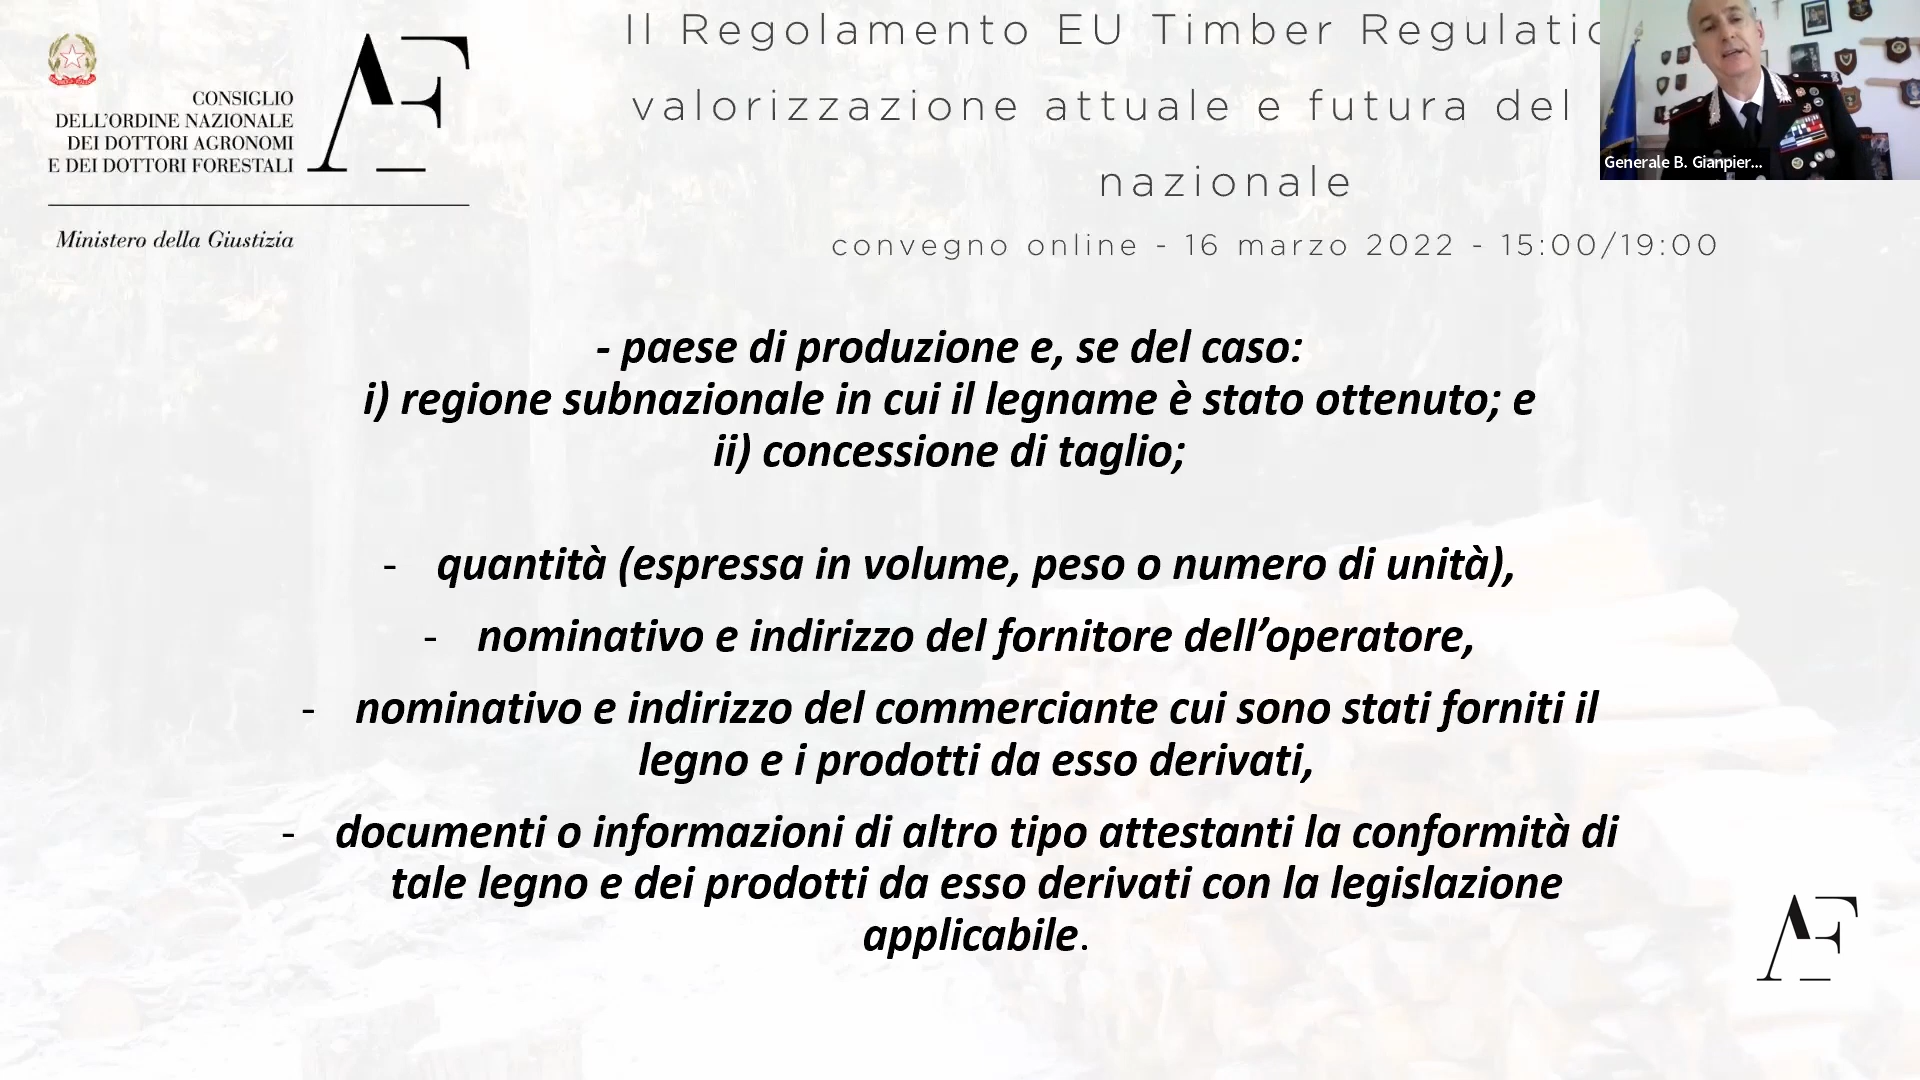 CONSIGLIO
DELL'ORDINE NAZIONALE
DEI DOTTORI AGRONOMI
E DEI DOTTORI FORESTALI
AF
Ministero della Giustizia
Il Regolamento EU Timber
valorizzazione attuale e futura del
nazionale
convegno online - 16 marzo 2022 - 15:00/19:00
Generale B. Gianpier...
- paese di produzione e, se del caso:
i) regione subnazionale in cui il legname è stato ottenuto; e
ii) concessione di taglio;
- quantità (espressa in volume, peso o numero di unità),
- nominativo e indirizzo del fornitore dell’operatore,
- nominativo e indirizzo del commerciante cui sono stati forniti il
legno e i prodotti da esso derivati,
- documenti o informazioni di altro tipo attestanti la conformità di
tale legno e dei prodotti da esso derivati con la legislazione
applicabile.
AF